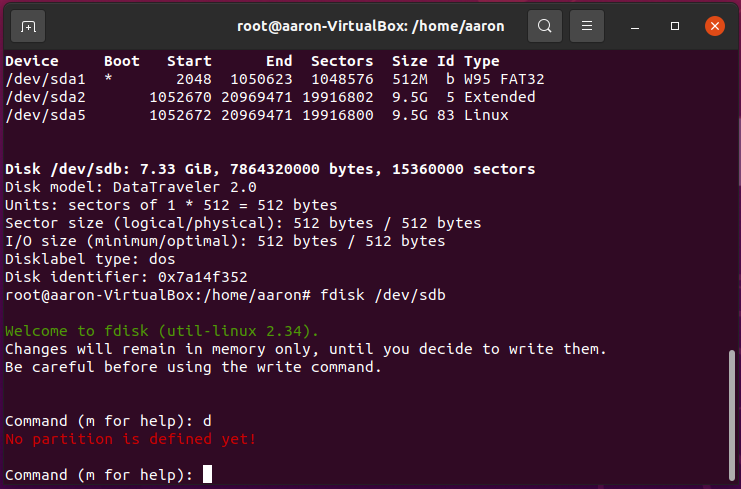 root@aaron-VirtualBox: /home/aaron
Device     Boot   Start      End  Sectors  Size Id Type
/dev/sda1  *       2048  1050623  1048576  512M  b W95 FAT32
/dev/sda2       1052670 20969471 19916802  9.5G  5 Extended
/dev/sda5       1052672 20969471 19916800  9.5G 83 Linux
Disk /dev/sdb: 7.33 GiB, 7864320000 bytes, 15360000 sectors
Disk model: DataTraveler 2.0
Units: sectors of 1 * 512 = 512 bytes
Sector size (logical/physical): 512 bytes / 512 bytes
I/O size (minimum/optimal): 512 bytes / 512 bytes
Disklabel type: dos
Disk identifier: 0x7a14f352
root@aaron-VirtualBox:/home/aaron# fdisk /dev/sdb
Welcome to fdisk (util-linux 2.34).
Changes will remain in memory only, until you decide to write them.
Be careful before using the write command.
Command (m for help): d
No partition is defined yet!
Command (m for help):